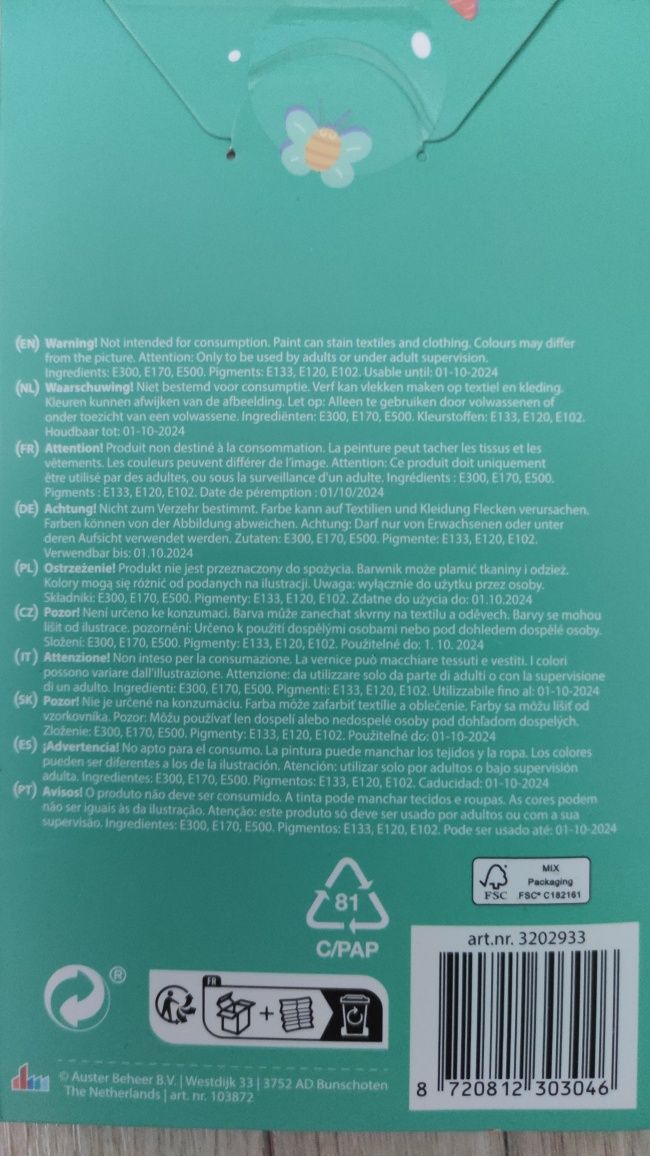 (EN) Warning! Not intended for consumption. Paint can stain textiles and clothing. Colours may differ
from the picture. Attention: Only to be used by adults or under adult supervision.
Ingredients: E300, E170, E500. Pigments: E133, E120, E102. Usable until: 01-10-2024
(NL) Waarschuwing! Niet bestemd voor consumptie. Verf kan vlekken maken op textiel en kleding.
Kleuren kunnen afwijken van de afbeelding. Let op: Alleen te gebruiken door volwassenen of
onder toezicht van een volwassene. Ingrediënten: E300, E170, E500. Kleurstoffen: E133, E120, E102.
Houdbaar tot: 01-10-2024
(FR) Attention! Produit non destiné à la consommation. La peinture peut tacher les tissus et les
vêtements. Les couleurs peuvent différer de l'image. Attention: Ce produit doit uniquement
être utilisé par des adultes, ou sous la surveillance d'un adulte. Ingrédients : E300, E170, E500.
Pigments : E133, E120, E102. Date de péremption : 01/10/2024
(DE) Achtung! Nicht zum Verzehr bestimmt. Farbe kann auf Textilien und Kleidung Flecken verursachen.
Farben können von der Abbildung abweichen. Achtung: Darf nur von Erwachsenen oder unter
deren Aufsicht verwendet werden. Zutaten: E300, E170, E500. Pigmente: E133, E120, E102.
Verwendbar bis: 01.10.2024
(PL) Ostrzeżenie! Produkt nie jest przeznaczony do spożycia. Barwnik może plamić tkaniny i odzież.
Kolory mogą się różnić od podanych na ilustracji. Uwaga: wyłącznie do użytku przez osoby.
Składniki: E300, E170, E500. Pigmenty: E133, E120, E102. Zdatne do użycia do: 01.10.2024
(CZ) Pozor! Není určeno ke konzumaci. Barva může zanechat skvrny na textilu a oděvech. Barvy se mohou
lišit od ilustrace. pozornění: Určeno k použití dospělými osobami nebo pod dohledem dospělé osoby.
Složení: E300, E170, E500. Pigmenty: E133, E120, E102. Použitelné do: 1. 10. 2024
(IT) Attenzione! Non inteso per la consumazione. La vernice può macchiare tessuti e vestiti. I colori
possono variare dall'illustrazione. Attenzione: da utilizzare solo da parte di adulti o con la supervisione
di un adulto. Ingredienti: E300, E170, E500. Pigmenti: E133, E120, E102. Utilizzabile fino al: 01-10-2024
(SK) Pozor! Nie je určené na konzumáciu. Farba môže zafarbiť textílie a oblečenie. Farby sa môžu líšiť od
vzorkovníka. Pozor: Môžu používať len dospelí alebo nedospelé osoby pod dohľadom dospelých.
Zloženie: E300, E170, E500. Pigmenty: E133, E120, E102. Použiteľné do: 01-10-2024
(ES) ¡Advertencia! No apto para el consumo. La pintura puede manchar los tejidos y la ropa. Los colores
pueden ser diferentes a los de la ilustración. Atención: utilizar solo por adultos o bajo supervisión
adulta. Ingredientes: E300, E170, E500. Pigmentos: E133, E120, E102. Caducidad: 01-10-2024
(PT) Avisos! O produto não deve ser consumido. A tinta pode manchar tecidos e roupas. As cores podem
não ser iguais às da ilustração. Atenção: este produto só deve ser usado por adultos ou com a sua
supervisão. Ingredientes: E300, E170, E500. Pigmentos: E133, E120, E102. Pode ser usado até: 01-10-2024
81
C/PAP
FSC
MIX
Packaging
FSC® C182161
art.nr. 3202933
8 720812 303046
®
FR
© Auster Beheer B.V. | Westdijk 33 | 3752 AD Bunschoten
The Netherlands | art. nr. 103872